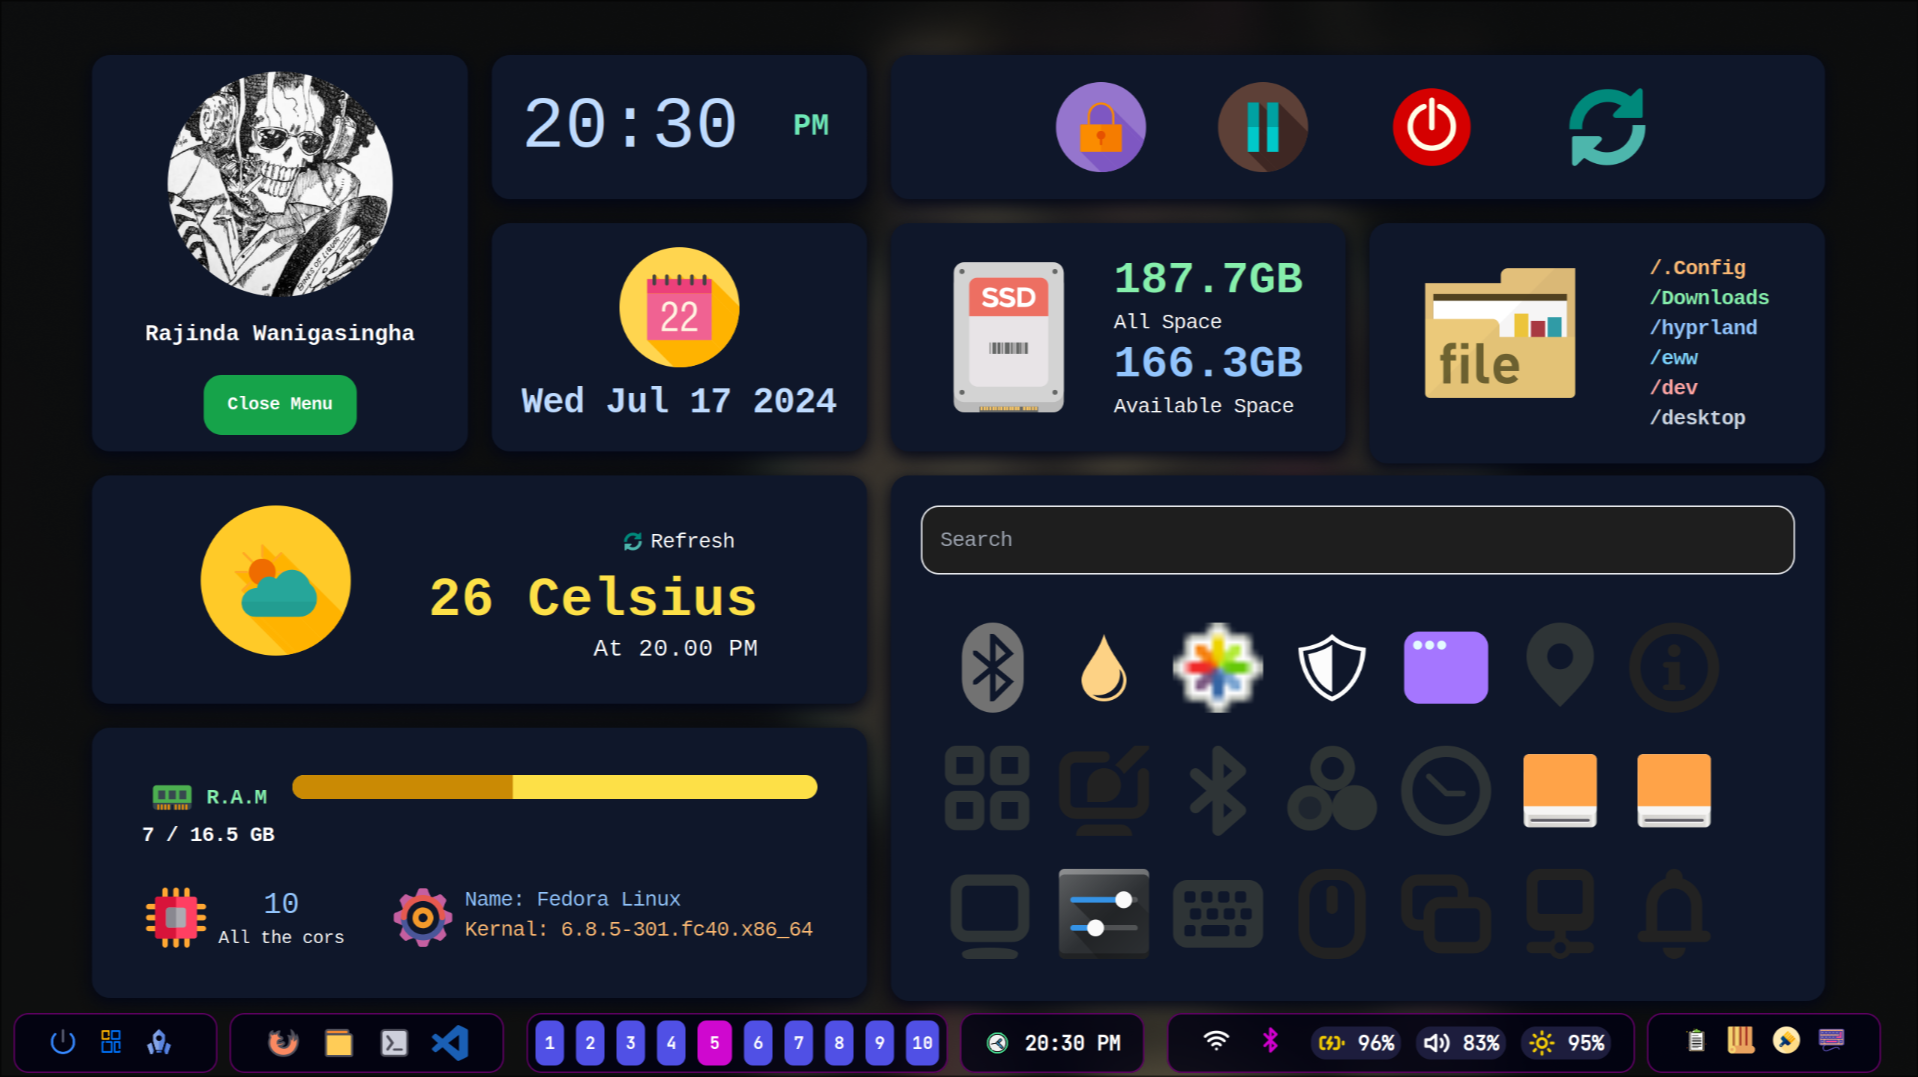 Rajinda Wanigasingha
Close Menu
20:30 PM
22
Wed Jul 17 2024
SSD
187.7GB
All Space
166.3GB
Available Space
file
/.Config
/Downloads
/hyprland
/eww
/dev
/desktop
Refresh
26 Celsius
At 20.00 PM
Search
R.A.M
7 / 16.5 GB
10
All the cors
Name: Fedora Linux
Kernal: 6.8.5-301.fc40.x86_64
1 2 3 4 5 6 7 8 9 10
20:30 PM
96% 83% 95%